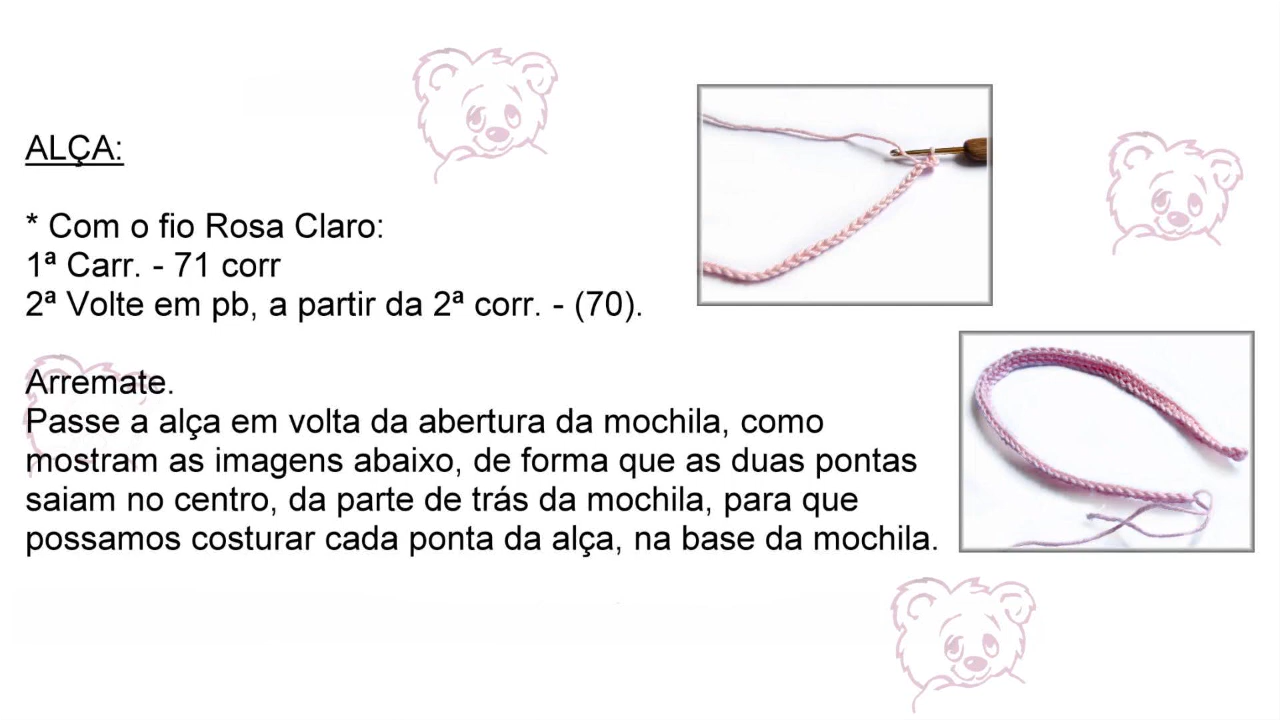 ALÇA:
* Com o fio Rosa Claro:
1ª Carr. - 71 corr
2ª Volte em pb, a partir da 2ª corr. - (70).
Arremate.
Passe a alça em volta da abertura da mochila, como
mostram as imagens abaixo, de forma que as duas pontas
saiam no centro, da parte de trás da mochila, para que
possamos costurar cada ponta da alça, na base da mochila.